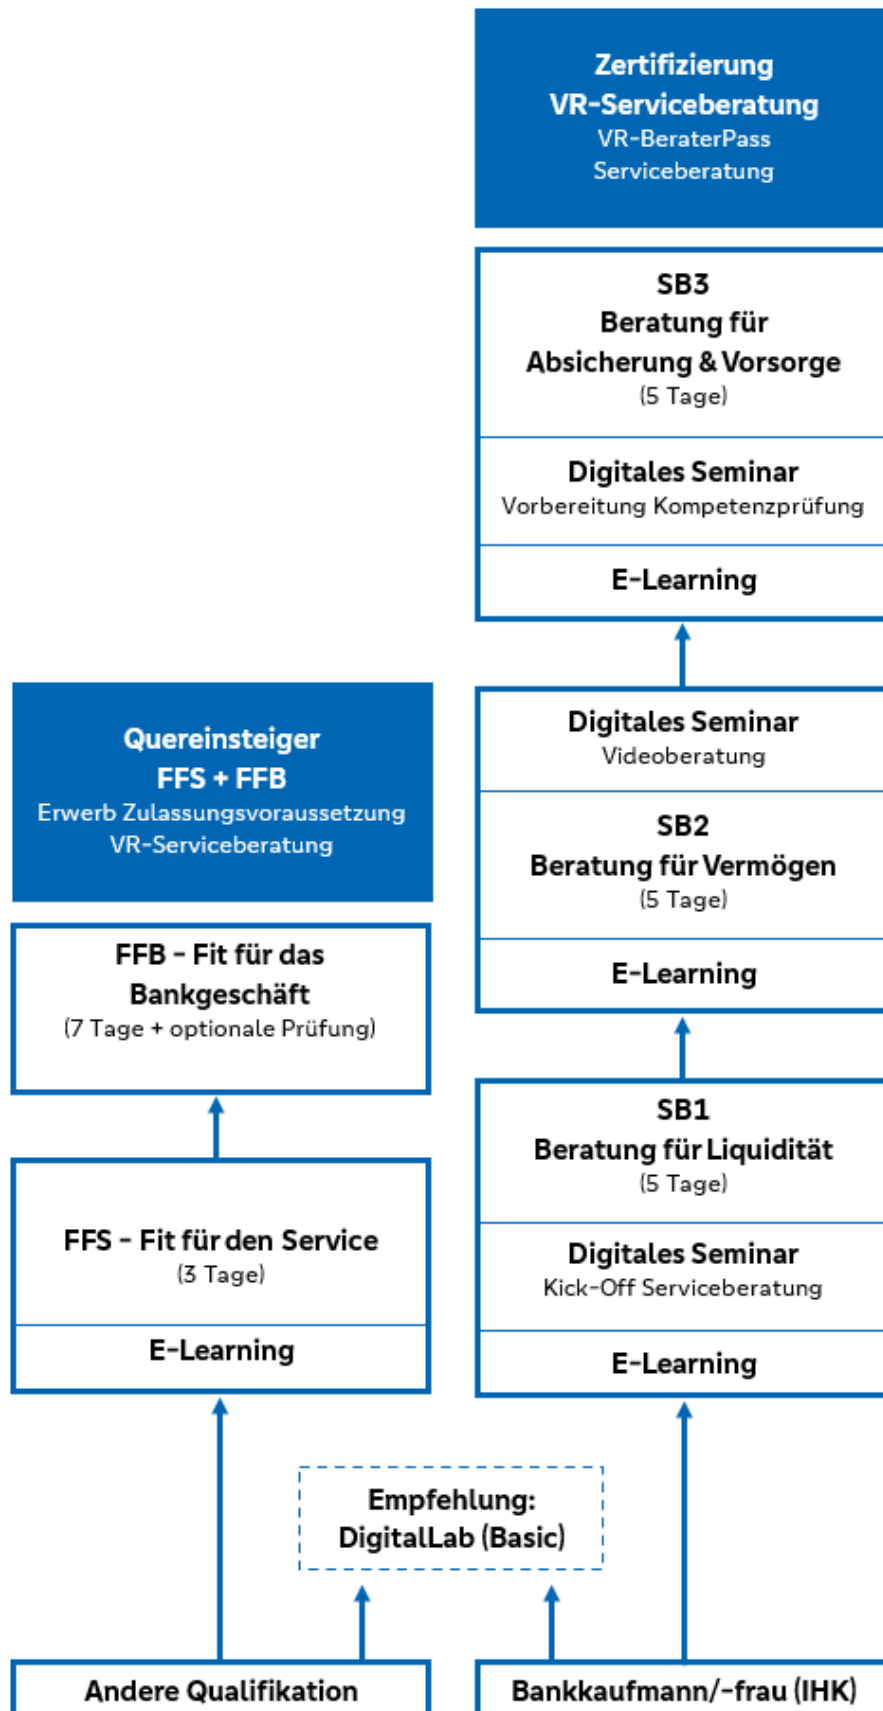 Zertifizierung
VR-Serviceberatung
VR-BeraterPass
Serviceberatung
SB3
Beratung für
Absicherung & Vorsorge
(5 Tage)
Digitales Seminar
Vorbereitung Kompetenzprüfung
E-Learning
Digitales Seminar
Videoberatung
SB2
Beratung für Vermögen
(5 Tage)
E-Learning
SB1
Beratung für Liquidität
(5 Tage)
Digitales Seminar
Kick-Off Serviceberatung
E-Learning
Quereinsteiger
FFS + FFB
Erwerb Zulassungsvoraussetzung
VR-Serviceberatung
FFB - Fit für das
Bankgeschäft
(7 Tage + optionale Prüfung)
FFS - Fit für den Service
(3 Tage)
E-Learning
Empfehlung:
DigitalLab (Basic)
Andere Qualifikation
Bankkaufmann/-frau (IHK)